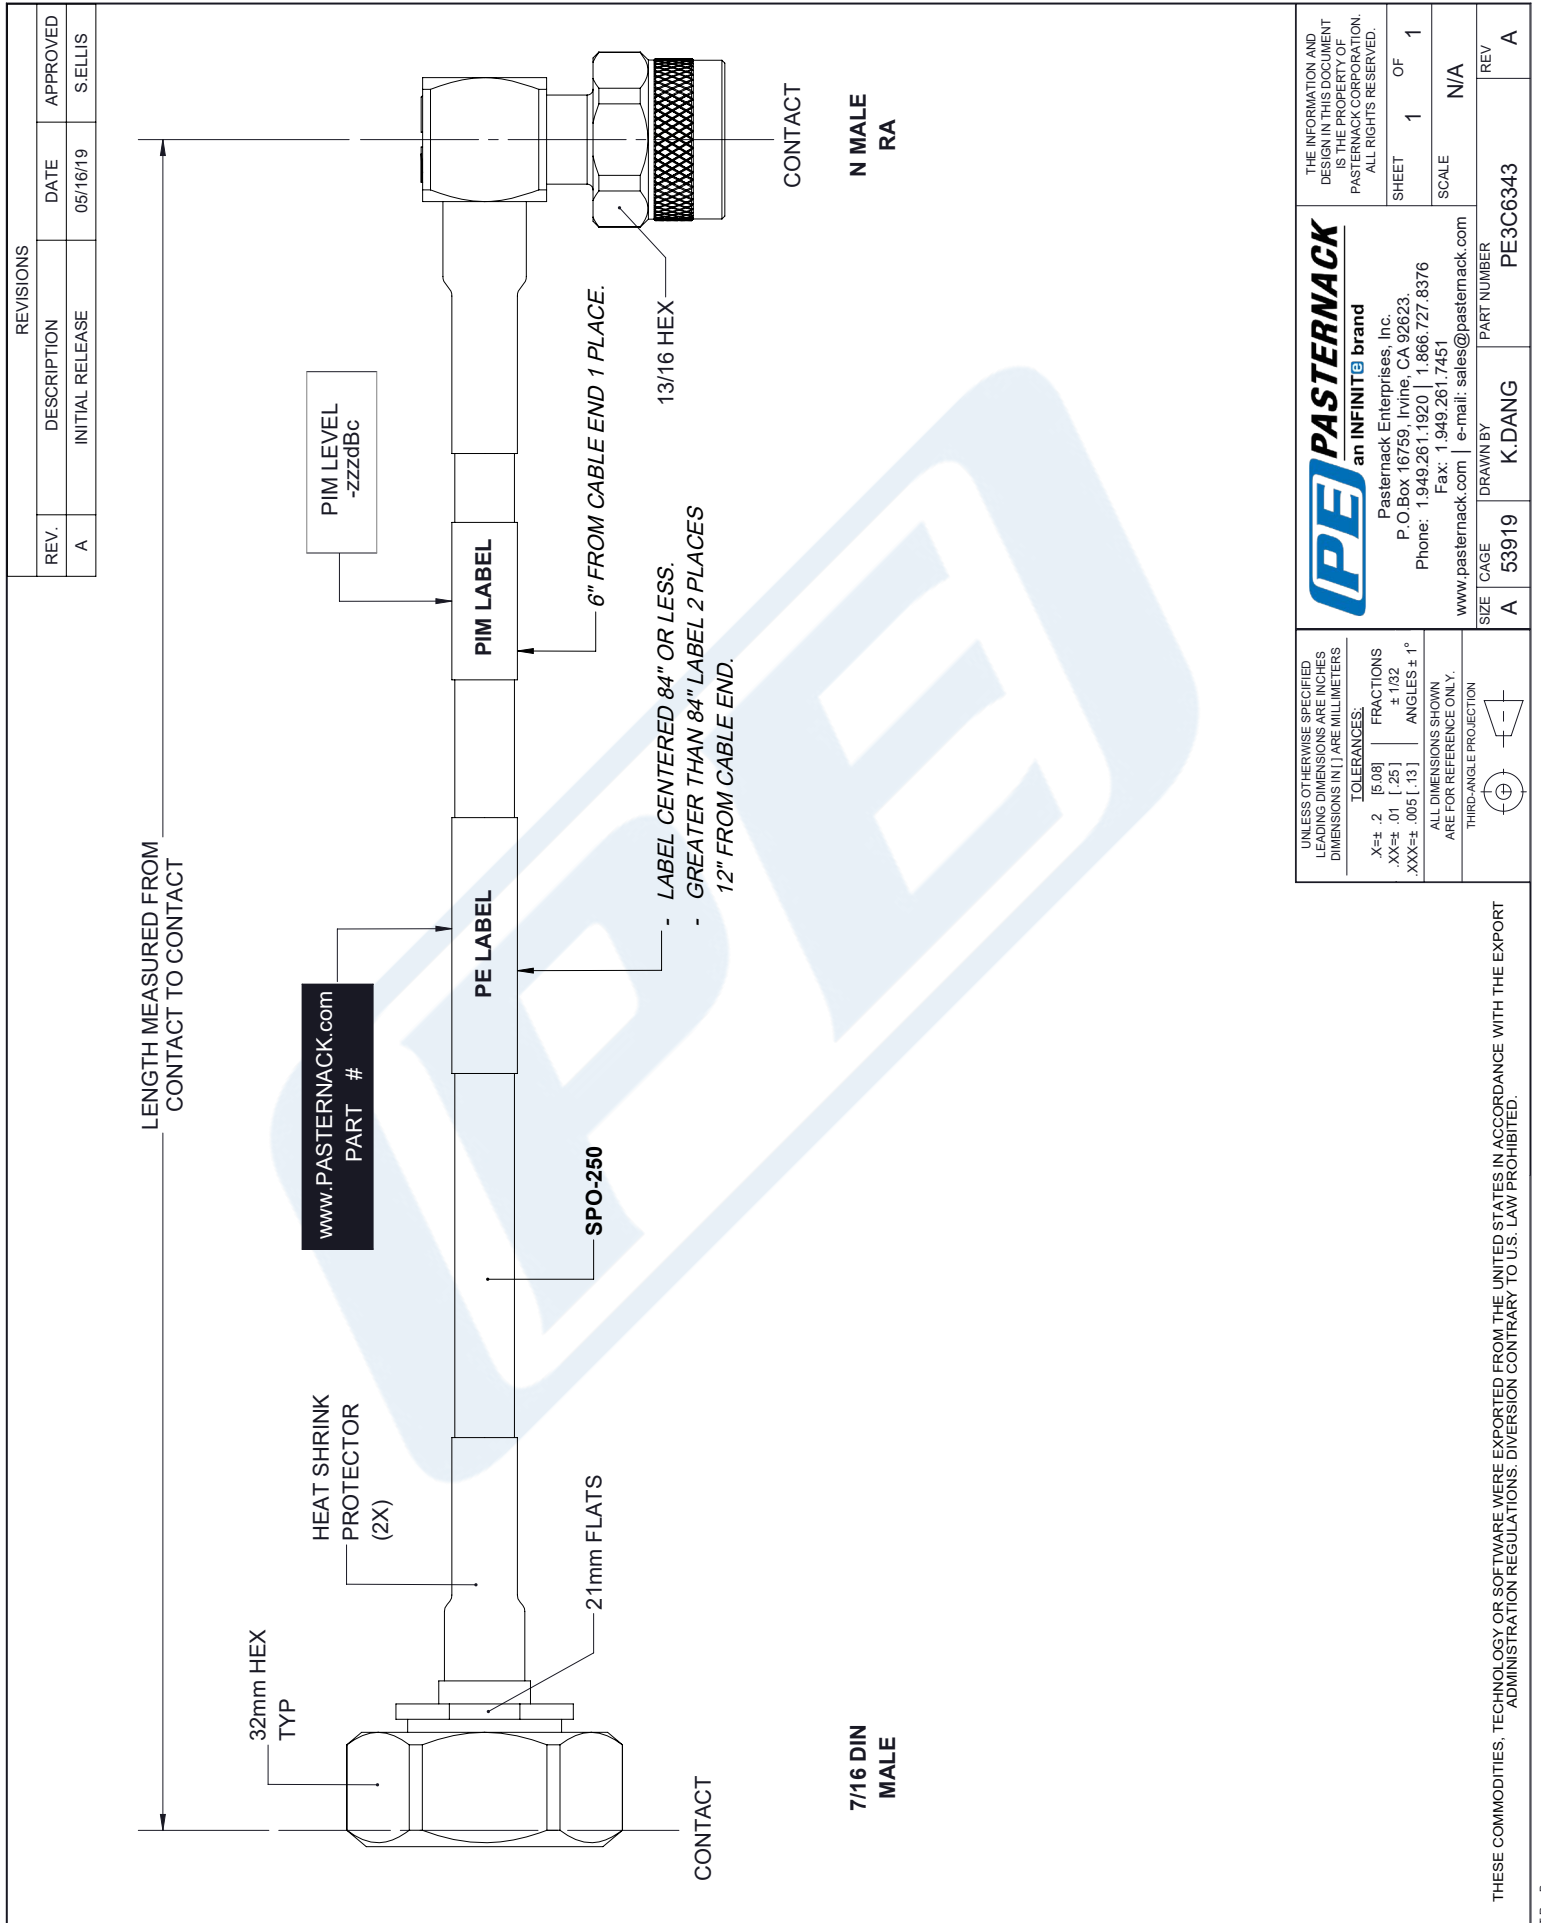 REVISIONS
REV. DESCRIPTION DATE APPROVED
A INITIAL RELEASE 05/16/19 S.ELLIS
LENGTH MEASURED FROM
CONTACT TO CONTACT
32mm HEX
TYP
HEAT SHRINK
PROTECTOR
(2X)
www.PASTERNACK.com
PART #
PIM LEVEL
-zzzdBc
PE LABEL
PIM LABEL
21mm FLATS
SPO-250
6" FROM CABLE END 1 PLACE.
- LABEL CENTERED 84" OR LESS.
- GREATER THAN 84" LABEL 2 PLACES
12" FROM CABLE END.
13/16 HEX
CONTACT
CONTACT
7/16 DIN
MALE
N MALE
RA
UNLESS OTHERWISE SPECIFIED
LEADING DIMENSIONS ARE INCHES
DIMENSIONS IN [ ] ARE MILLIMETERS
TOLERANCES:
.X=± .2 [5.08] FRACTIONS
.XX=± .01 [.25] ± 1/32
.XXX=± .005 [.13] ANGLES ± 1°
ALL DIMENSIONS SHOWN
ARE FOR REFERENCE ONLY.
THIRD-ANGLE PROJECTION
PE PASTERNACK
an INFINITe brand
Pasternack Enterprises, Inc.
P.O.Box 16759, Irvine, CA 92623.
Phone: 1.949.261.1920 | 1.866.727.8376
Fax: 1.949.261.7451
www.pasternack.com | e-mail: sales@pasternack.com
THE INFORMATION AND
DESIGN IN THIS DOCUMENT
IS THE PROPERTY OF
PASTERNACK CORPORATION.
ALL RIGHTS RESERVED.
SHEET 1 OF 1
SCALE N/A
SIZE A
CAGE 53919
DRAWN BY K.DANG
PART NUMBER PE3C6343
REV A
THESE COMMODITIES, TECHNOLOGY OR SOFTWARE WERE EXPORTED FROM THE UNITED STATES IN ACCORDANCE WITH THE EXPORT
ADMINISTRATION REGULATIONS. DIVERSION CONTRARY TO U.S. LAW PROHIBITED.
PE